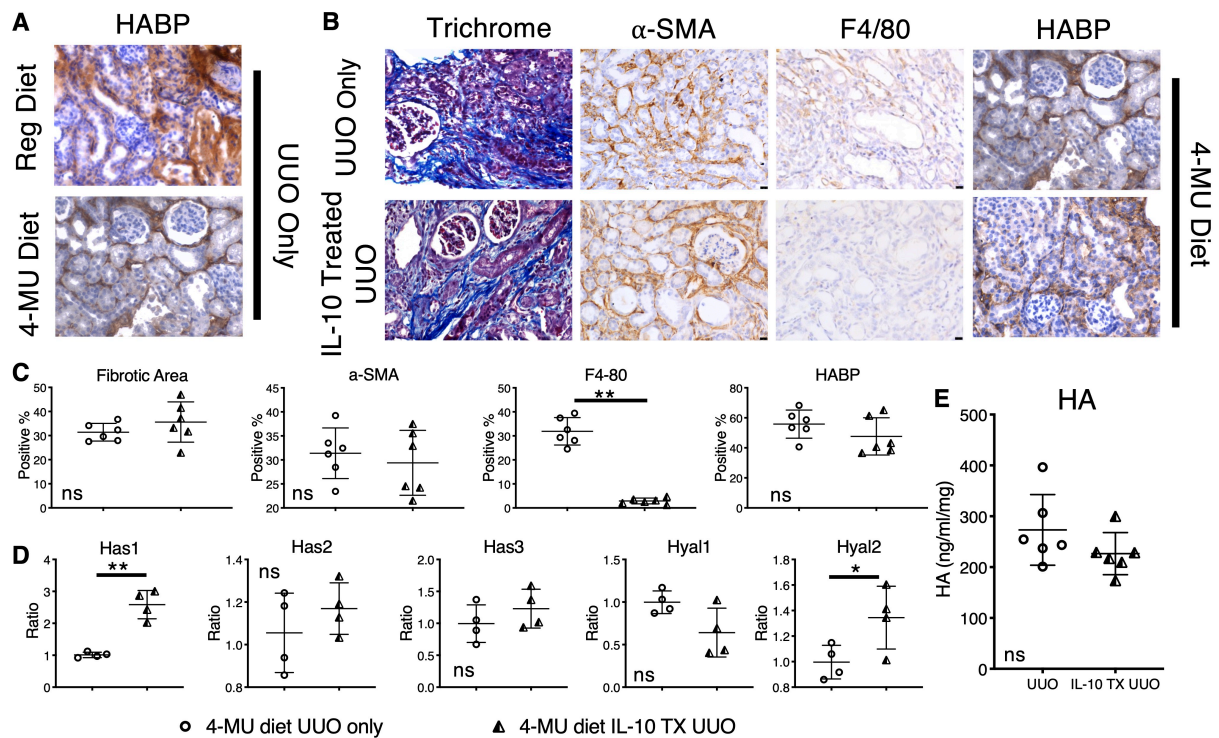 A
HABP
Reg Diet
4-MU Diet
UUO Only
B
Trichrome
α-SMA
F4/80
HABP
UUO Only
IL-10 Treated
UUO
4-MU Diet
C
Fibrotic Area
Positive %
50
40
30
20
10
0
ns
a-SMA
Positive %
45
40
35
30
25
20
ns
F4-80
Positive %
50
40
30
20
10
0
**
HABP
Positive %
80
60
40
20
0
ns
D
Has1
Ratio
4
3
2
1
0
**
Has2
Ratio
1.4
1.2
1.0
0.8
ns
Has3
Ratio
2.0
1.5
1.0
0.5
0.0
ns
Hyal1
Ratio
1.5
1.0
0.5
0.0
ns
Hyal2
Ratio
1.8
1.6
1.4
1.2
1.0
0.8
*
E
HA
HA (ng/ml/mg)
500
400
300
200
100
0
ns
UUO
IL-10 TX UUO
4-MU diet UUO only
4-MU diet IL-10 TX UUO